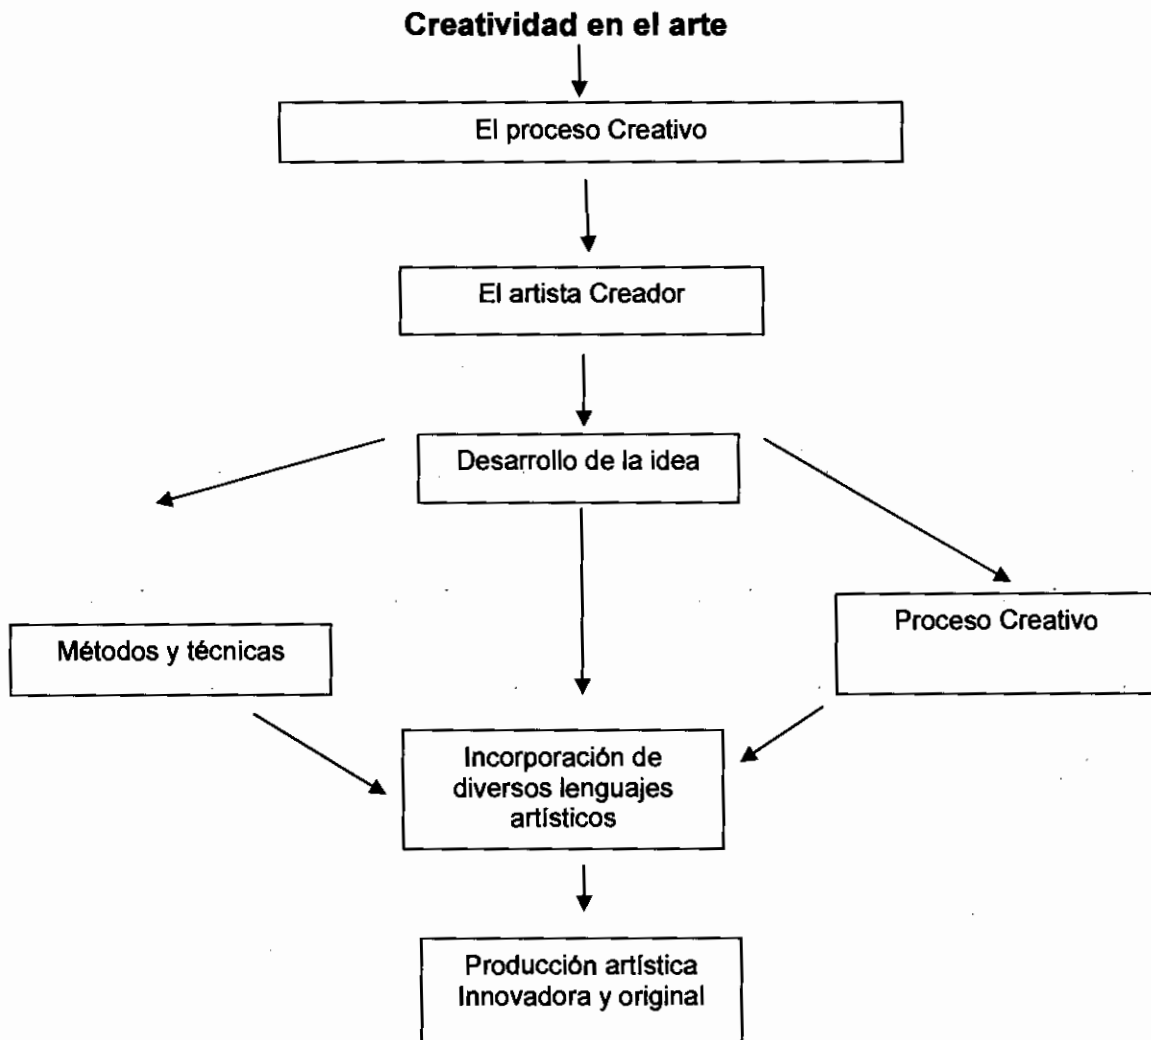 Creatividad en el arte
El proceso Creativo
El artista Creador
Desarrollo de la idea
Métodos y técnicas
Proceso Creativo
Incorporación de
diversos lenguajes
artísticos
Producción artística
Innovadora y original